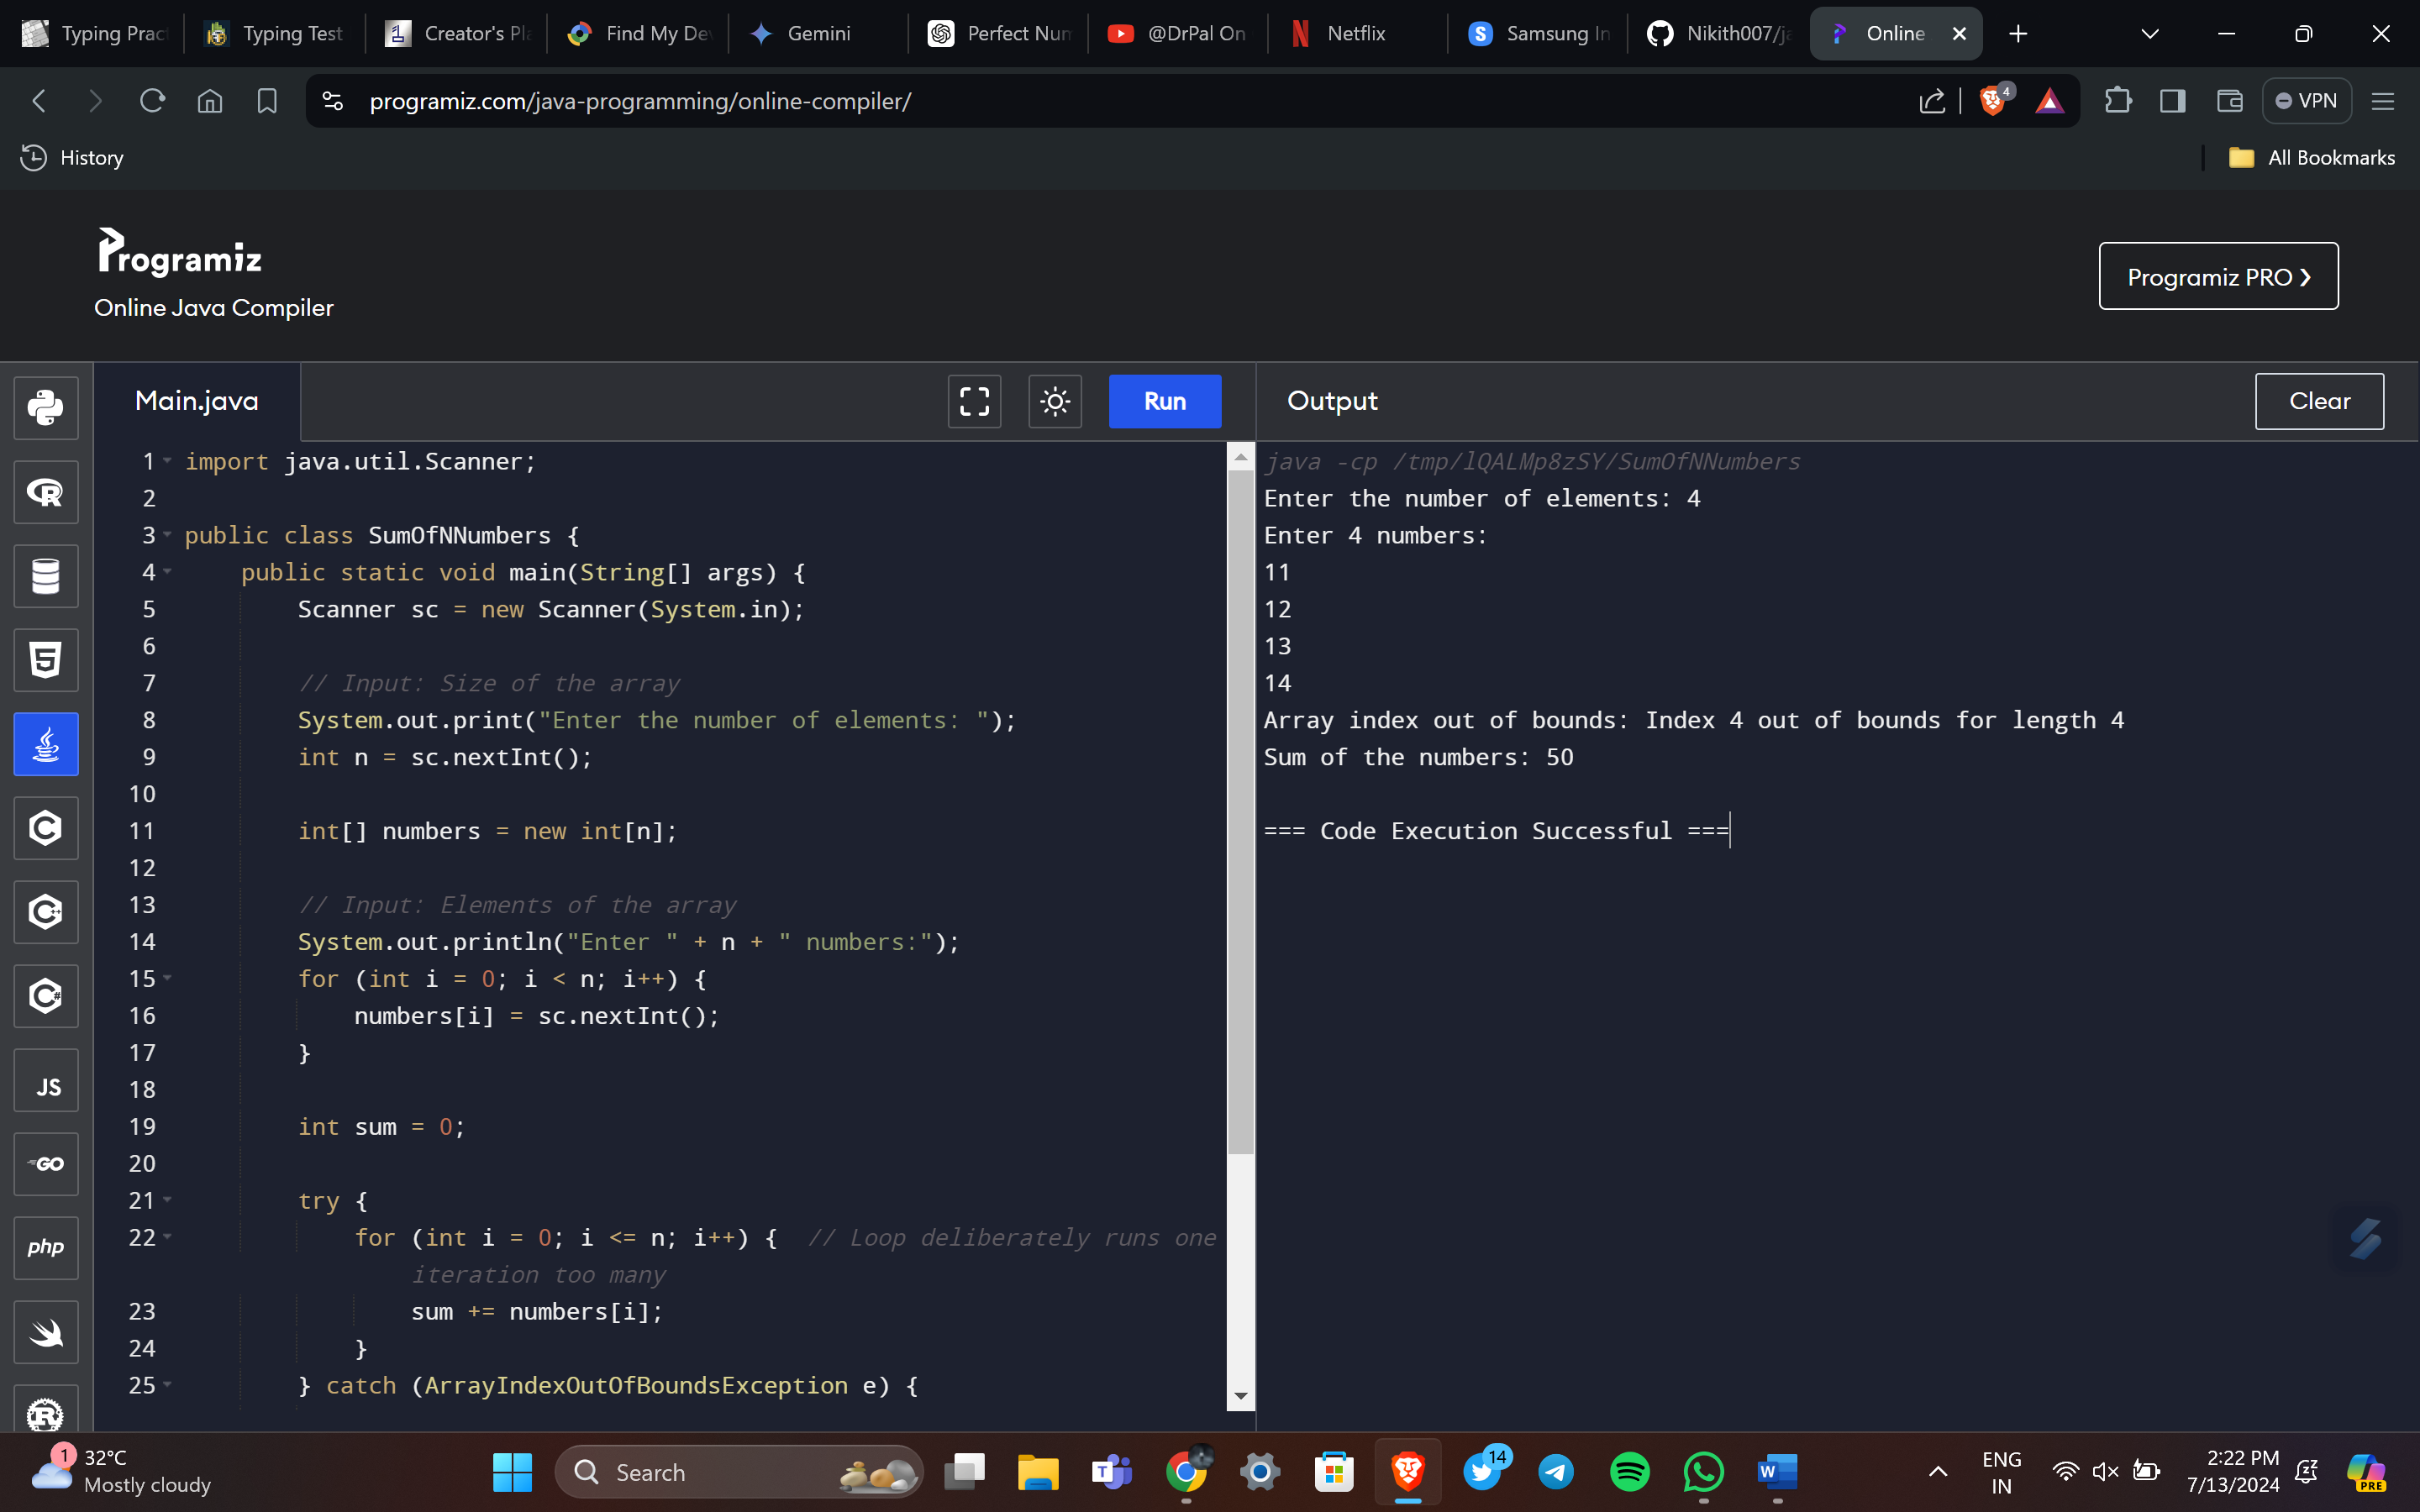 Typing Pract
Typing Test
Creator's Pla
Find My Dev
Gemini
Perfect Num
@DrPal On
Netflix
Samsung In
Nikith007/ja
Online
programiz.com/java-programming/online-compiler/
4
VPN
History
All Bookmarks
Programiz
Online Java Compiler
Programiz PRO ❯
Main.java
Run
Output
Clear
1 import java.util.Scanner;
2
3 public class SumOfNNumbers {
4 public static void main(String[] args) {
5 Scanner sc = new Scanner(System.in);
6
7 // Input: Size of the array
8 System.out.print("Enter the number of elements: ");
9 int n = sc.nextInt();
10
11 int[] numbers = new int[n];
12
13 // Input: Elements of the array
14 System.out.println("Enter " + n + " numbers:");
15 for (int i = 0; i < n; i++) {
16 numbers[i] = sc.nextInt();
17 }
18
19 int sum = 0;
20
21 try {
22 for (int i = 0; i <= n; i++) { // Loop deliberately runs one
iteration too many
23 sum += numbers[i];
24 }
25 } catch (ArrayIndexOutOfBoundsException e) {
java -cp /tmp/lQALMp8zSY/SumOfNNumbers
Enter the number of elements: 4
Enter 4 numbers:
11
12
13
14
Array index out of bounds: Index 4 out of bounds for length 4
Sum of the numbers: 50
=== Code Execution Successful ===
JS
GO
php
1
32°C
Mostly cloudy
Search
14
ENG
IN
2:22 PM
7/13/2024
PRE